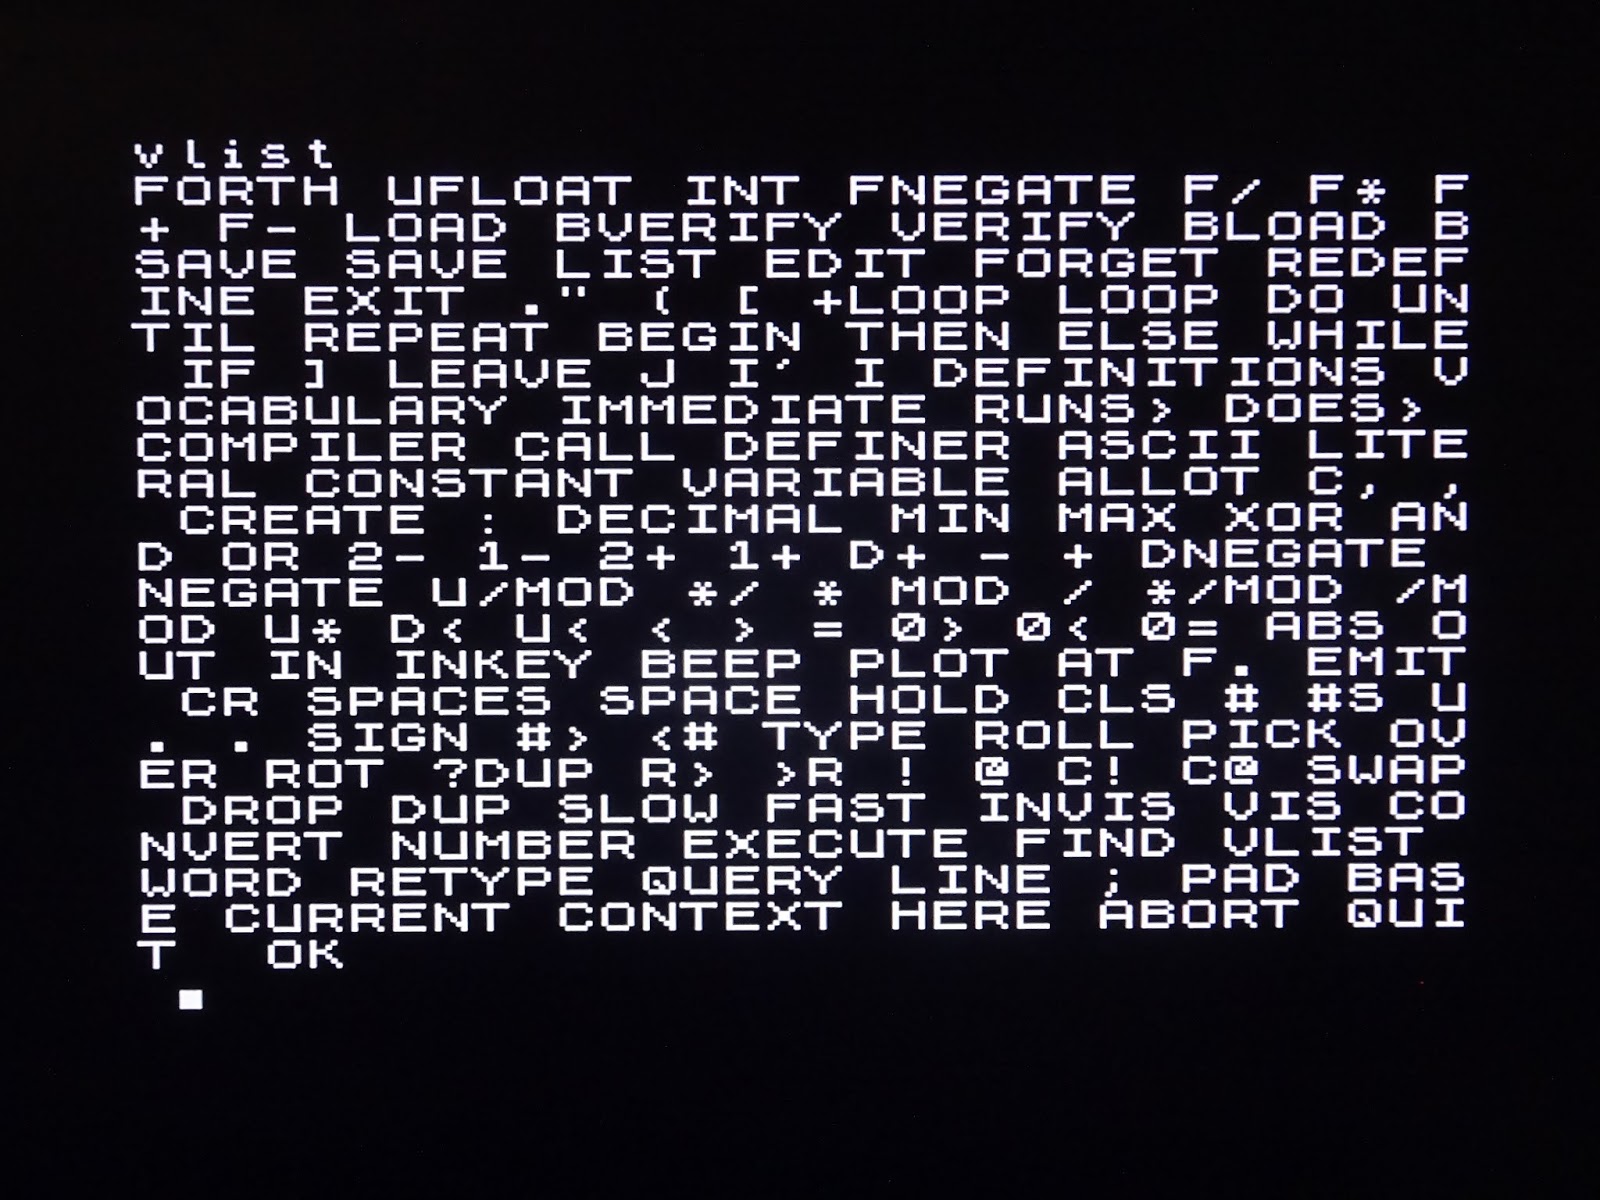 vlist
FORTH UFLOAT INT FNEGATE F/ F* F
+ F- LOAD BVERIFY VERIFY BLOAD B
SAVE SAVE LIST EDIT FORGET REDEF
INE EXIT ." ( [ +LOOP LOOP DO UN
TIL REPEAT BEGIN THEN ELSE WHILE
 IF ] LEAVE J I' I DEFINITIONS V
OCABULARY IMMEDIATE RUNS> DOES>
COMPILER CALL DEFINER ASCII LITE
RAL CONSTANT VARIABLE ALLOT C, ,
 CREATE : DECIMAL MIN MAX XOR AN
D OR 2- 1- 2+ 1+ D+ - + DNEGATE
NEGATE U/MOD */ * MOD / */MOD /M
OD U* D< U< < > = 0> 0< 0= ABS O
UT IN INKEY BEEP PLOT AT F. EMIT
 CR SPACES SPACE HOLD CLS # #S U
. . SIGN #> <# TYPE ROLL PICK OV
ER ROT ?DUP R> >R ! @ C! C@ SWAP
 DROP DUP SLOW FAST INVIS VIS CO
NVERT NUMBER EXECUTE FIND VLIST
WORD RETYPE QUERY LINE ; PAD BAS
E CURRENT CONTEXT HERE ABORT QUI
T  OK